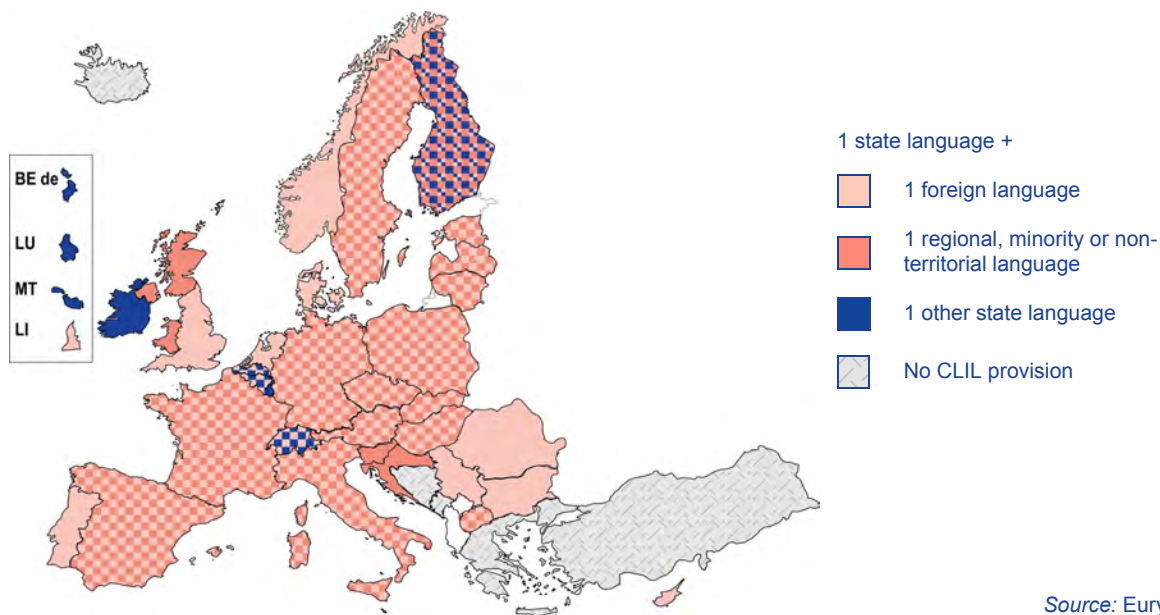 BE de
LU
MT
LI
1 state language +
1 foreign language
1 regional, minority or non-
territorial language
1 other state language
No CLIL provision
Source: Eury